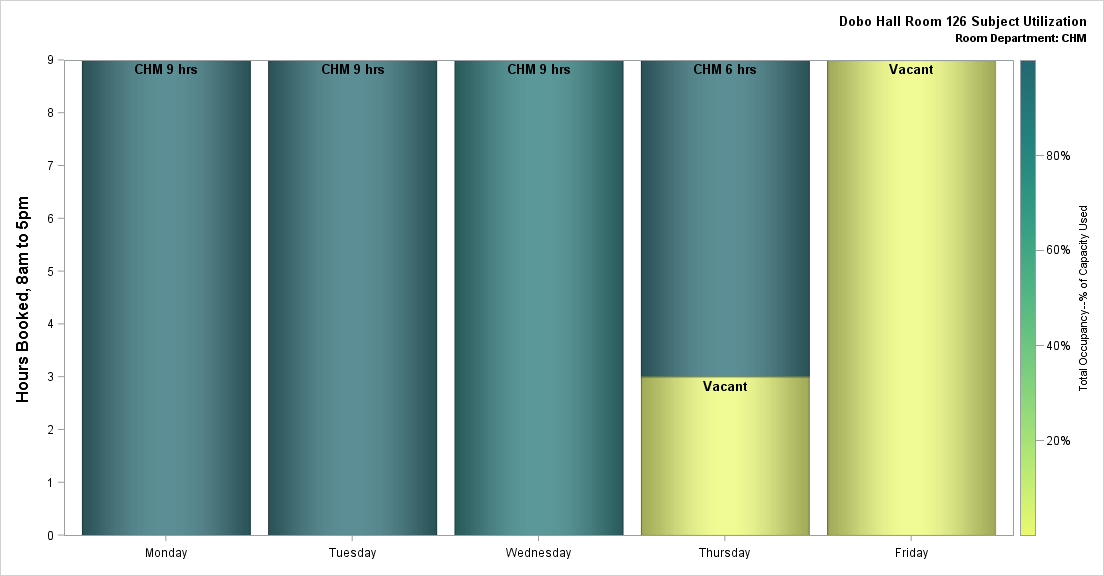 Dobo Hall Room 126 Subject Utilization
Room Department: CHM
Hours Booked, 8am to 5pm
9
8
7
6
5
4
3
2
1
0
CHM 9 hrs
CHM 9 hrs
CHM 9 hrs
CHM 6 hrs
Vacant
Vacant
Monday
Tuesday
Wednesday
Thursday
Friday
80%
60%
40%
20%
Total Occupancy--% of Capacity Used